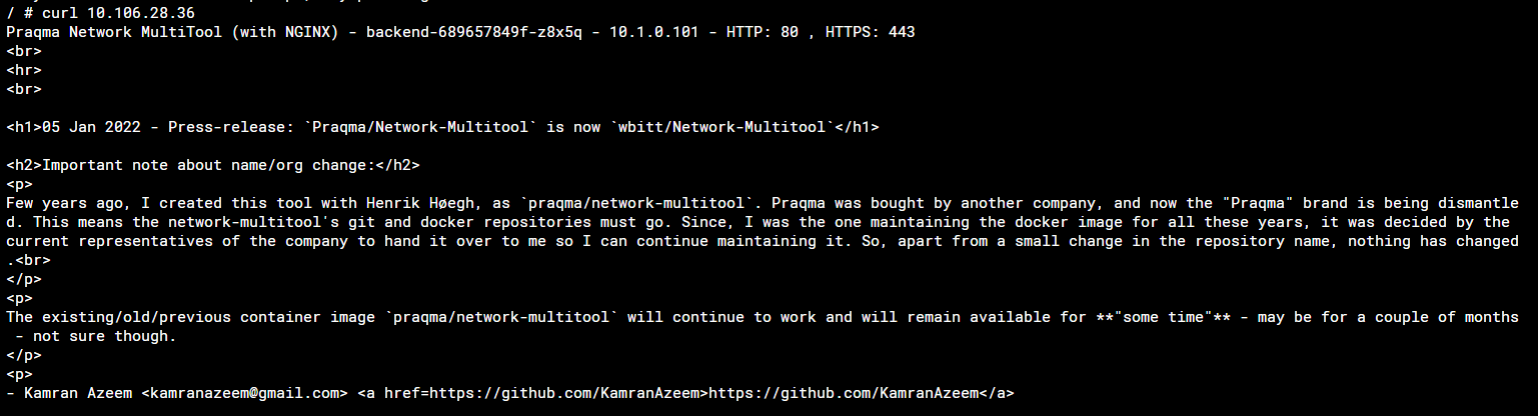 / # curl 10.106.28.36
Praqma Network MultiTool (with NGINX) - backend-689657849f-z8x5q - 10.1.0.101 - HTTP: 80 , HTTPS: 443
<br>
<hr>
<br>

<h1>05 Jan 2022 - Press-release: `Praqma/Network-Multitool` is now `wbitt/Network-Multitool`</h1>

<h2>Important note about name/org change:</h2>
<p>
Few years ago, I created this tool with Henrik Høegh, as `praqma/network-multitool`. Praqma was bought by another company, and now the "Praqma" brand is being dismantle
d. This means the network-multitool's git and docker repositories must go. Since, I was the one maintaining the docker image for all these years, it was decided by the
current representatives of the company to hand it over to me so I can continue maintaining it. So, apart from a small change in the repository name, nothing has changed
.<br>
</p>
<p>
The existing/old/previous container image `praqma/network-multitool` will continue to work and will remain available for **"some time"** - may be for a couple of months
 - not sure though.
</p>
<p>
- Kamran Azeem <kamranazeem@gmail.com> <a href=https://github.com/KamranAzeem>https://github.com/KamranAzeem</a>